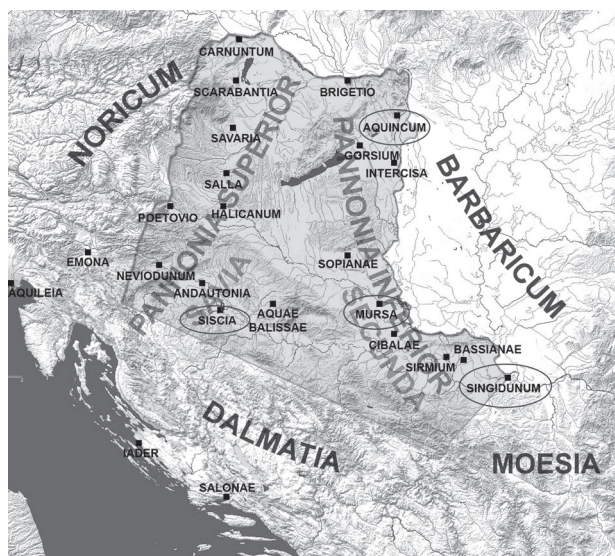 CARNUNTUM
SCARABANTIA
BRIGETIO
NORICUM
AQUINCUM
SAVARIA
GORSIUM
INTERCISA
PANNONIA SUPERIOR
PANNONIA INFERIOR
BARBARICUM
SALLA
POETOVIO
HALICANUM
EMONA
NEVIODUNUM
SOPIANAE
AQUILEIA
ANDAUTONIA
SAVIA
SISCIA
AQUAE
BALISSAE
MURSA
SECUNDA
CIBALAE
BASSIANAE
SIRMIUM
SINGIDUNUM
DALMATIA
MOESIA
IADER
SALONAE